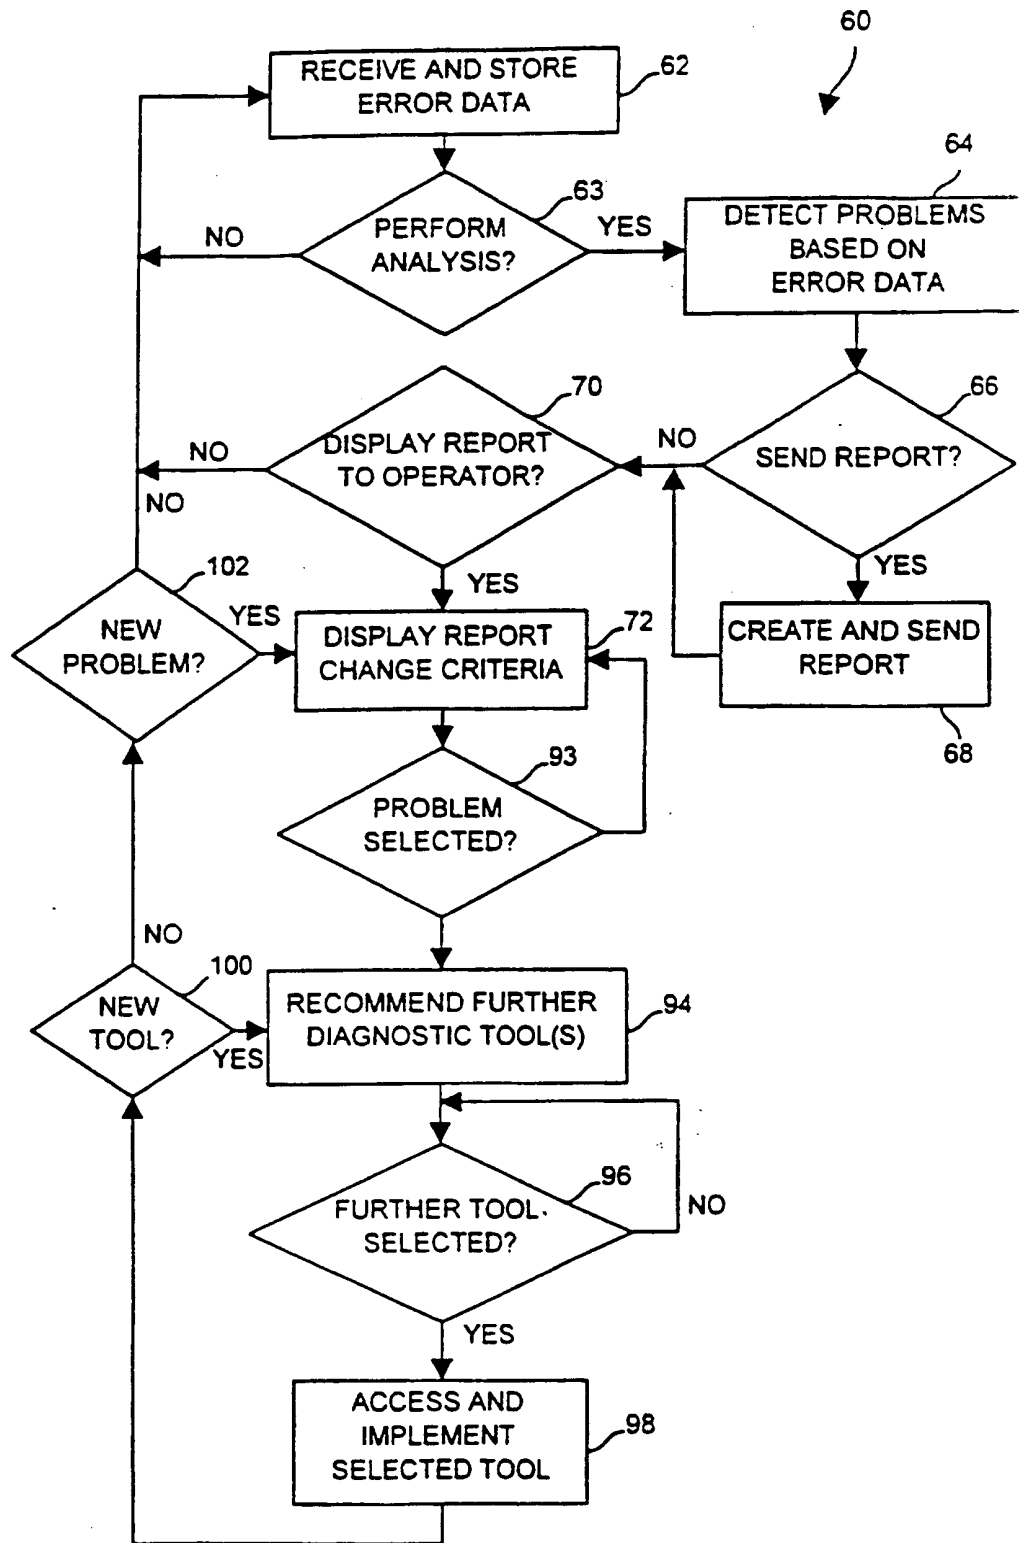 60
RECEIVE AND STORE
ERROR DATA
62
64
63
PERFORM
ANALYSIS?
NO
YES
DETECT PROBLEMS
BASED ON
ERROR DATA
70
66
DISPLAY REPORT
TO OPERATOR?
NO
NO
SEND REPORT?
NO
YES
YES
102
NEW
PROBLEM?
YES
DISPLAY REPORT
CHANGE CRITERIA
72
CREATE AND SEND
REPORT
68
93
PROBLEM
SELECTED?
NO
100
NEW
TOOL?
YES
RECOMMEND FURTHER
DIAGNOSTIC TOOL(S)
94
96
FURTHER TOOL
SELECTED?
NO
YES
ACCESS AND
IMPLEMENT
SELECTED TOOL
98